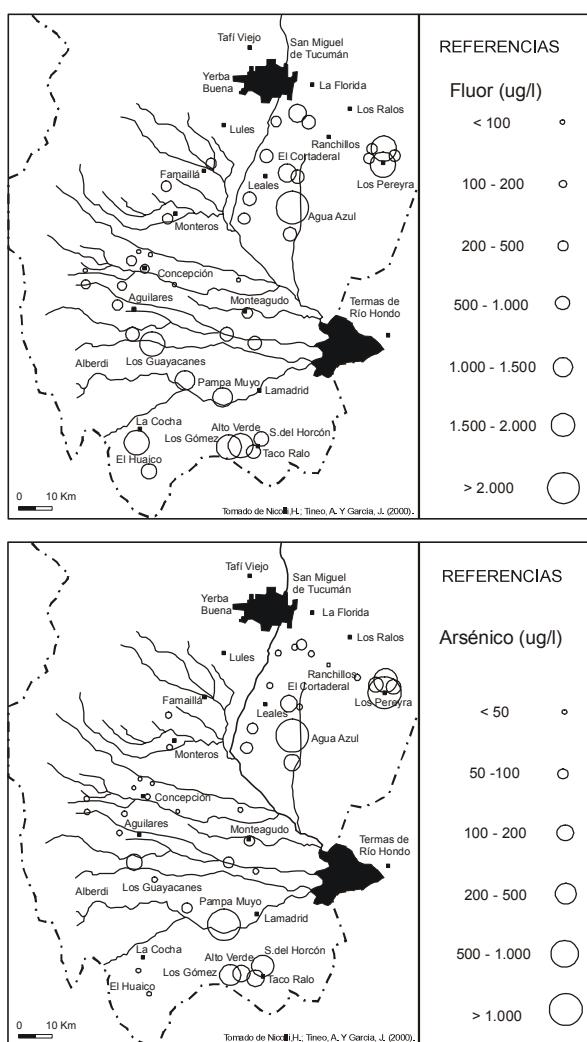 Tafí Viejo
San Miguel
de Tucumán
Yerba
Buena
La Florida
Los Ralos
Lules
Ranchillos
El Cortaderal
Famaillá
Leales
Los Pereyra
Monteros
Agua Azul
Concepción
Aguilares
Monteagudo
Termas de
Río Hondo
Alberdi
Los Guayacanes
Pampa Muyo
Lamadrid
La Cocha
Alto Verde
S.del Horcón
Los Gómez
Taco Ralo
El Huaico
0 10 Km
Tomado de Nicolli,H.; Tineo, A. Y García, J. (2000).
REFERENCIAS
Fluor (ug/l)
< 100
100 - 200
200 - 500
500 - 1.000
1.000 - 1.500
1.500 - 2.000
> 2.000
Tafí Viejo
San Miguel
de Tucumán
Yerba
Buena
La Florida
Los Ralos
Lules
Ranchillos
El Cortaderal
Famaillá
Leales
Los Pereyra
Agua Azul
Monteros
Concepción
Aguilares
Monteagudo
Termas de
Río Hondo
Alberdi
Los Guayacanes
Pampa Muyo
Lamadrid
La Cocha
S.del Horcón
Alto Verde
Los Gómez
Taco Ralo
El Huaico
0 10 Km
Tomado de Nicolli,H.; Tineo, A. Y García, J. (2000).
REFERENCIAS
Arsénico (ug/l)
< 50
50 -100
100 - 200
200 - 500
500 - 1.000
> 1.000